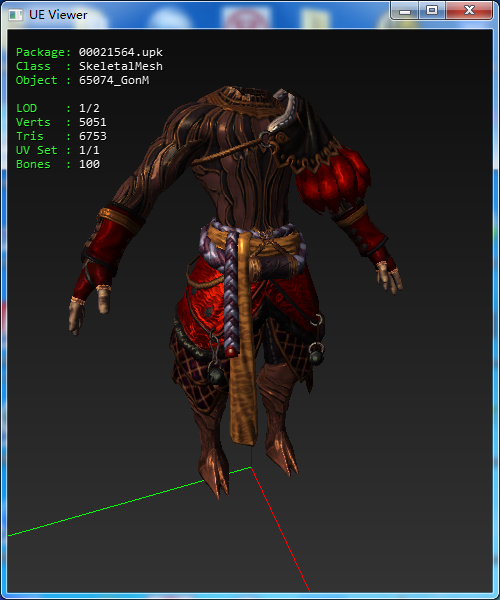 UE Viewer
Package: 00021564.upk
Class : SkeletalMesh
Object : 65074_GonM
LOD : 1/2
Verts : 5051
Tris : 6753
UV Set : 1/1
Bones : 100